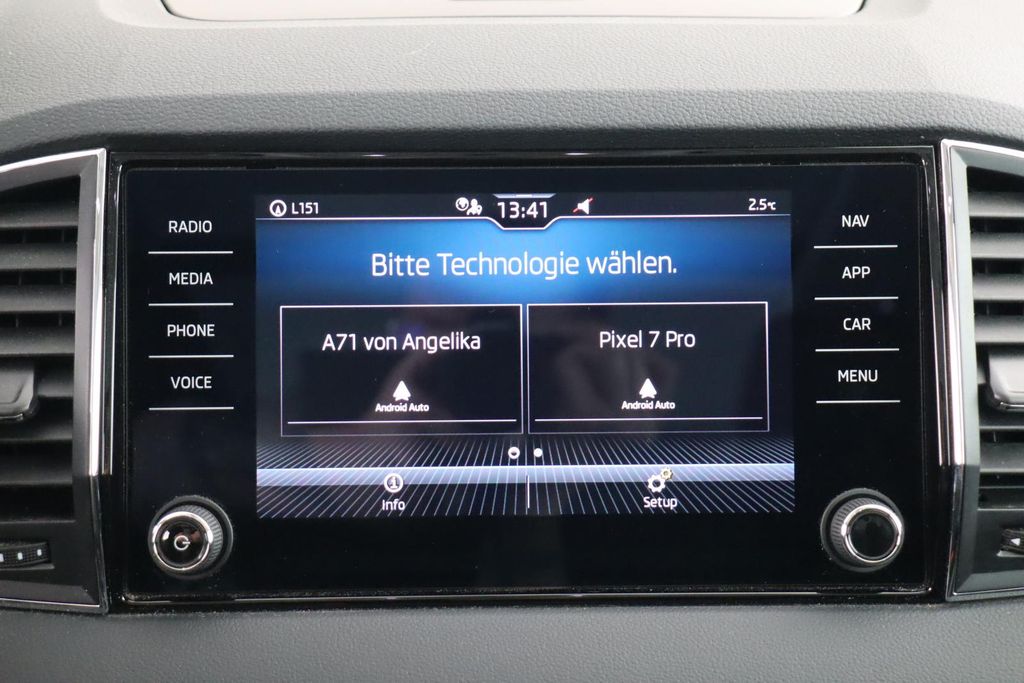 RADIO
MEDIA
PHONE
VOICE
L151
13:41
2.5°C
Bitte Technologie wählen.
A71 von Angelika
Android Auto
Pixel 7 Pro
Android Auto
Info
Setup
NAV
APP
CAR
MENU